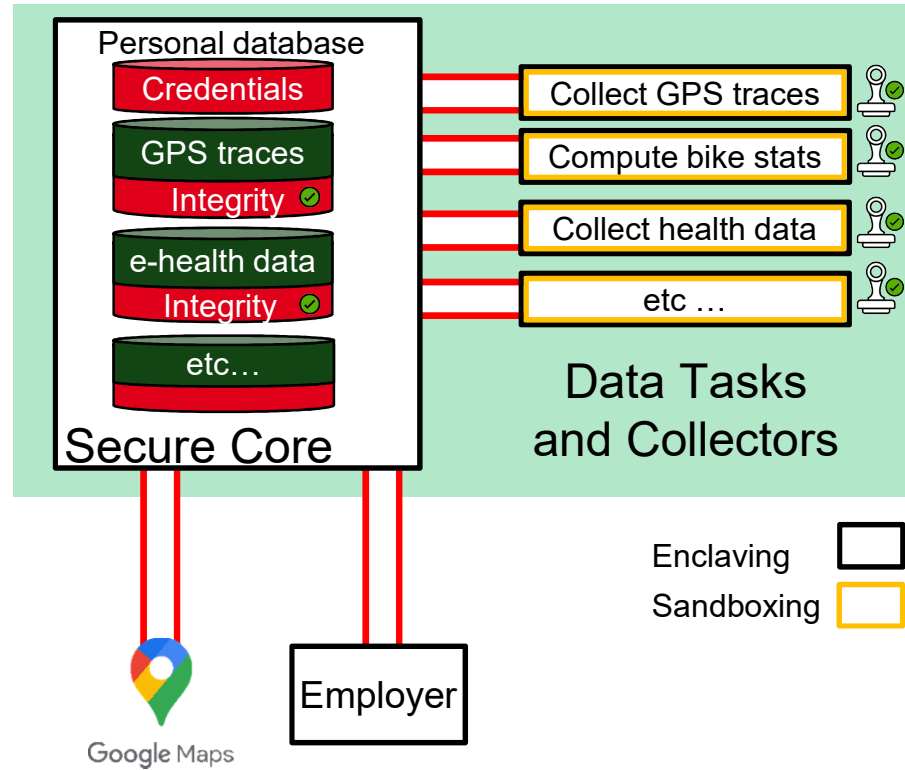 Personal database
Credentials
GPS traces
Integrity
e-health data
Integrity
etc…
Secure Core
Collect GPS traces
Compute bike stats
Collect health data
etc …
Data Tasks
and Collectors
Enclaving
Sandboxing
Google Maps
Employer